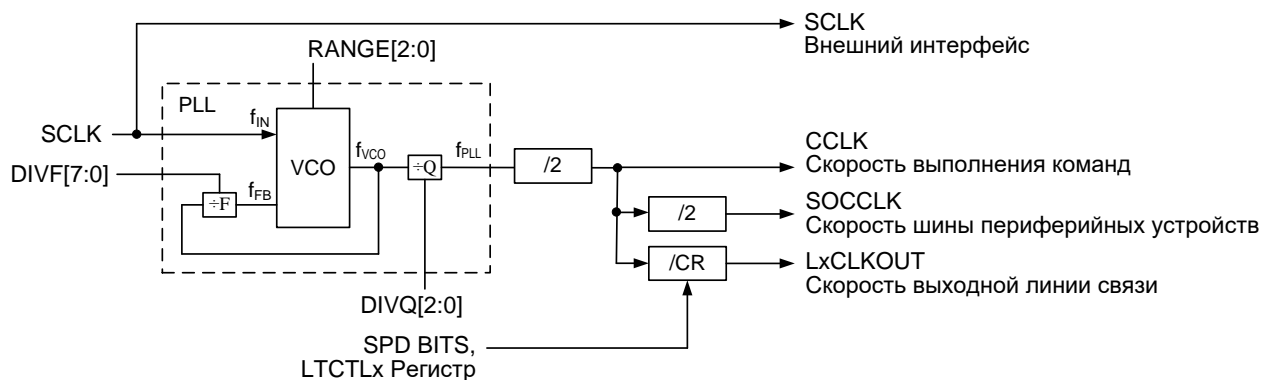 SCLK
Внешний интерфейс
RANGE[2:0]
PLL
SCLK
fIN
VCO
fVCO
÷Q
fPLL
/2
CCLK
Скорость выполнения команд
DIVF[7:0]
÷F
fFB
/2
SOCCLK
Скорость шины периферийных устройств
/CR
LxCLKOUT
Скорость выходной линии связи
DIVQ[2:0]
SPD BITS,
LTCTLx Регистр